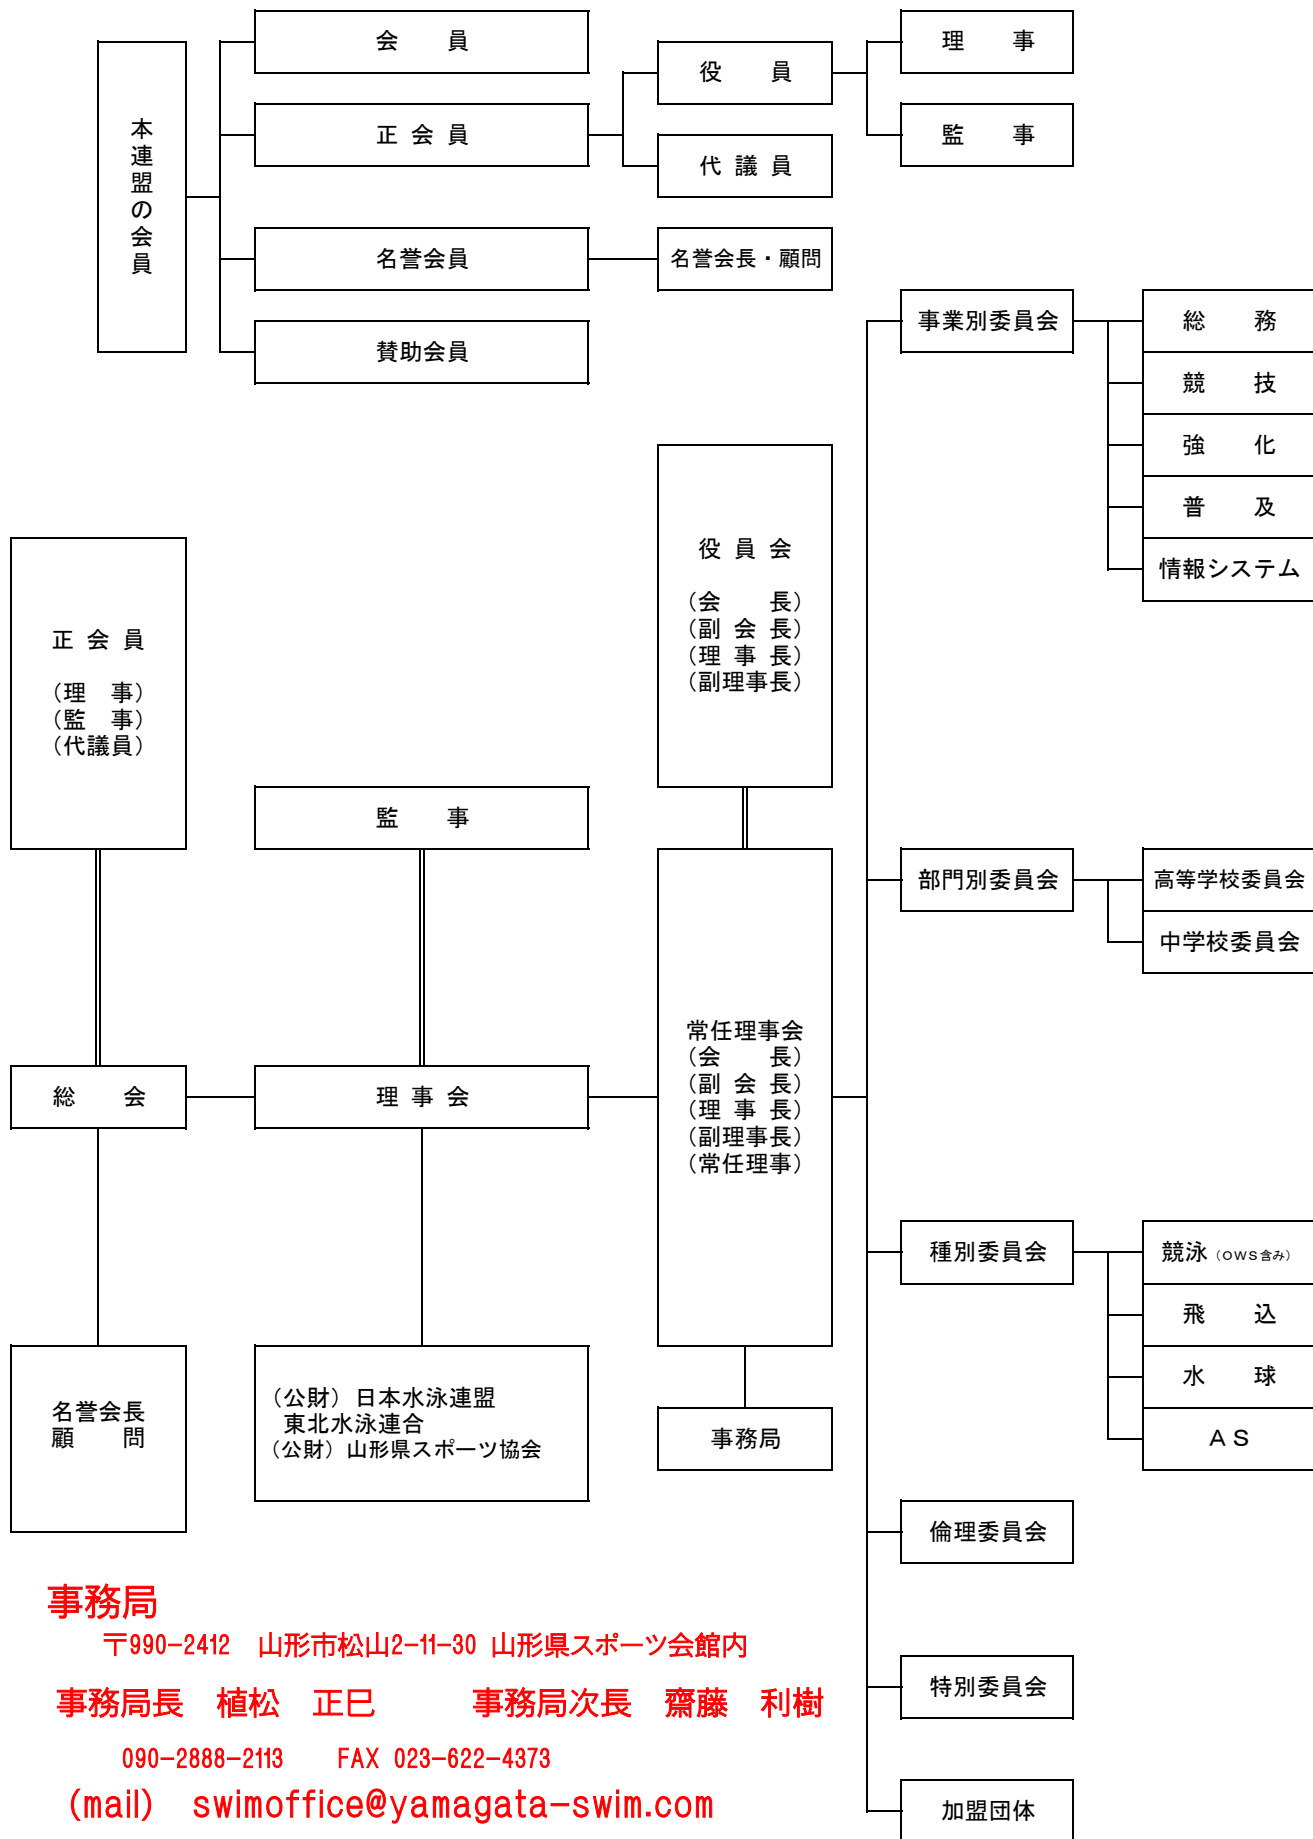 本連盟の会員
会　員
正 会 員
名誉会員
賛助会員
役　員
代 議 員
名誉会長・顧問
理　事
監　事
事業別委員会
総　務
競　技
強　化
普　及
情報システム
役 員 会
（会　　長）
（副 会 長）
（理 事 長）
（副理事長）
正 会 員
（理　事）
（監　事）
（代議員）
監　事
部門別委員会
高等学校委員会
中学校委員会
総　会
理 事 会
常任理事会
（会　　長）
（副 会 長）
（理 事 長）
（副理事長）
（常任理事）
種別委員会
競泳（OWS含み）
飛　込
水　球
ＡＳ
名誉会長
顧　　問
（公財）日本水泳連盟
東北水泳連合
（公財）山形県スポーツ協会
事務局
倫理委員会
特別委員会
加盟団体
事務局
〒990-2412　山形市松山2-11-30 山形県スポーツ会館内
事務局長　植松　正巳　　　事務局次長　齋藤　利樹
090-2888-2113　　FAX 023-622-4373
(mail)　swimoffice@yamagata-swim.com